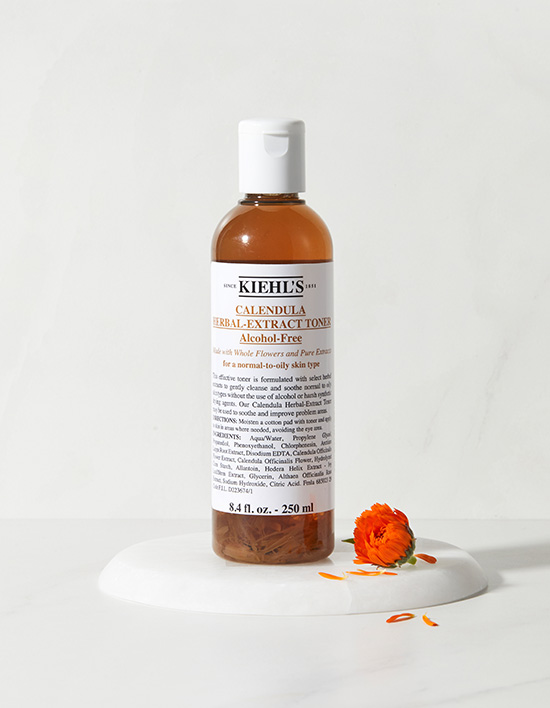 SINCE KIEHL'S 1851
CALENDULA
HERBAL-EXTRACT TONER
Alcohol-Free
Made with Whole Flowers and Pure Extracts
for a normal-to-oily skin type
This effective toner is formulated with select herbal
extracts to gently cleanse and soothe normal to oily
types without the use of alcohol or harsh synthetic
drying agents. Our Calendula Herbal-Extract Toner
may be used to soothe and improve problem areas.
DIRECTIONS: Moisten a cotton pad with toner and apply
in areas where needed, avoiding the eye area.
INGREDIENTS: Aqua/Water, Propylene Glycol,
Panthenol, Phenoxyethanol, Chlorphenesin, Arctium
Root Extract, Disodium EDTA, Calendula Officinalis
Flower Extract, Calendula Officinalis Flower,
Starch, Allantoin, Hedera Helix Extract -
Extract, Glycerin, Althaea Officinalis Root
Sodium Hydroxide, Citric Acid.
D223674/1
8.4 fl. oz. - 250 ml